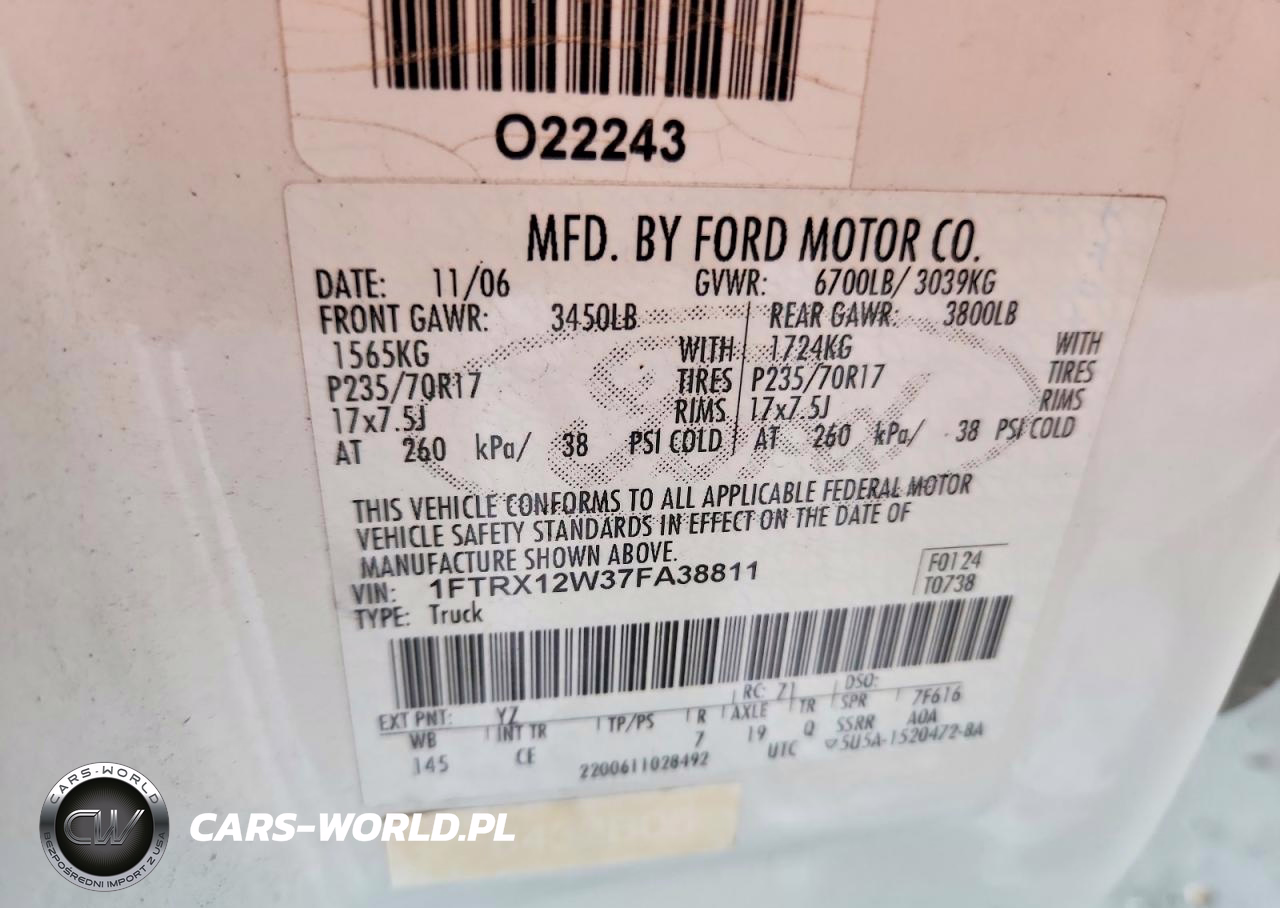 O22243
MFD. BY FORD MOTOR CO.
DATE: 11/06 GVWR: 6700LB/ 3039KG
FRONT GAWR: 3450LB REAR GAWR: 3800LB
1565KG WITH 1724KG WITH
P235/70R17 TIRES P235/70R17 TIRES
17x7.5J RIMS 17x7.5J RIMS
AT 260 kPa/ 38 PSI COLD AT 260 kPa/ 38 PSI COLD
THIS VEHICLE CONFORMS TO ALL APPLICABLE FEDERAL MOTOR
VEHICLE SAFETY STANDARDS IN EFFECT ON THE DATE OF
MANUFACTURE SHOWN ABOVE.
VIN: 1FTRX12W37FA38811
F0124
T0738
TYPE: Truck
EXT PNT: YZ RC: 71 DSO:
WB INT TR TP/PS R AXLE TR SPR 7F616
145 CE 7 19 Q SSRR A0A
2200611028492 UTC ▽5U5A-1520472-BA
CARS-WORLD
CW
BEZPOŚREDNI IMPORT Z USA
CARS-WORLD.PL